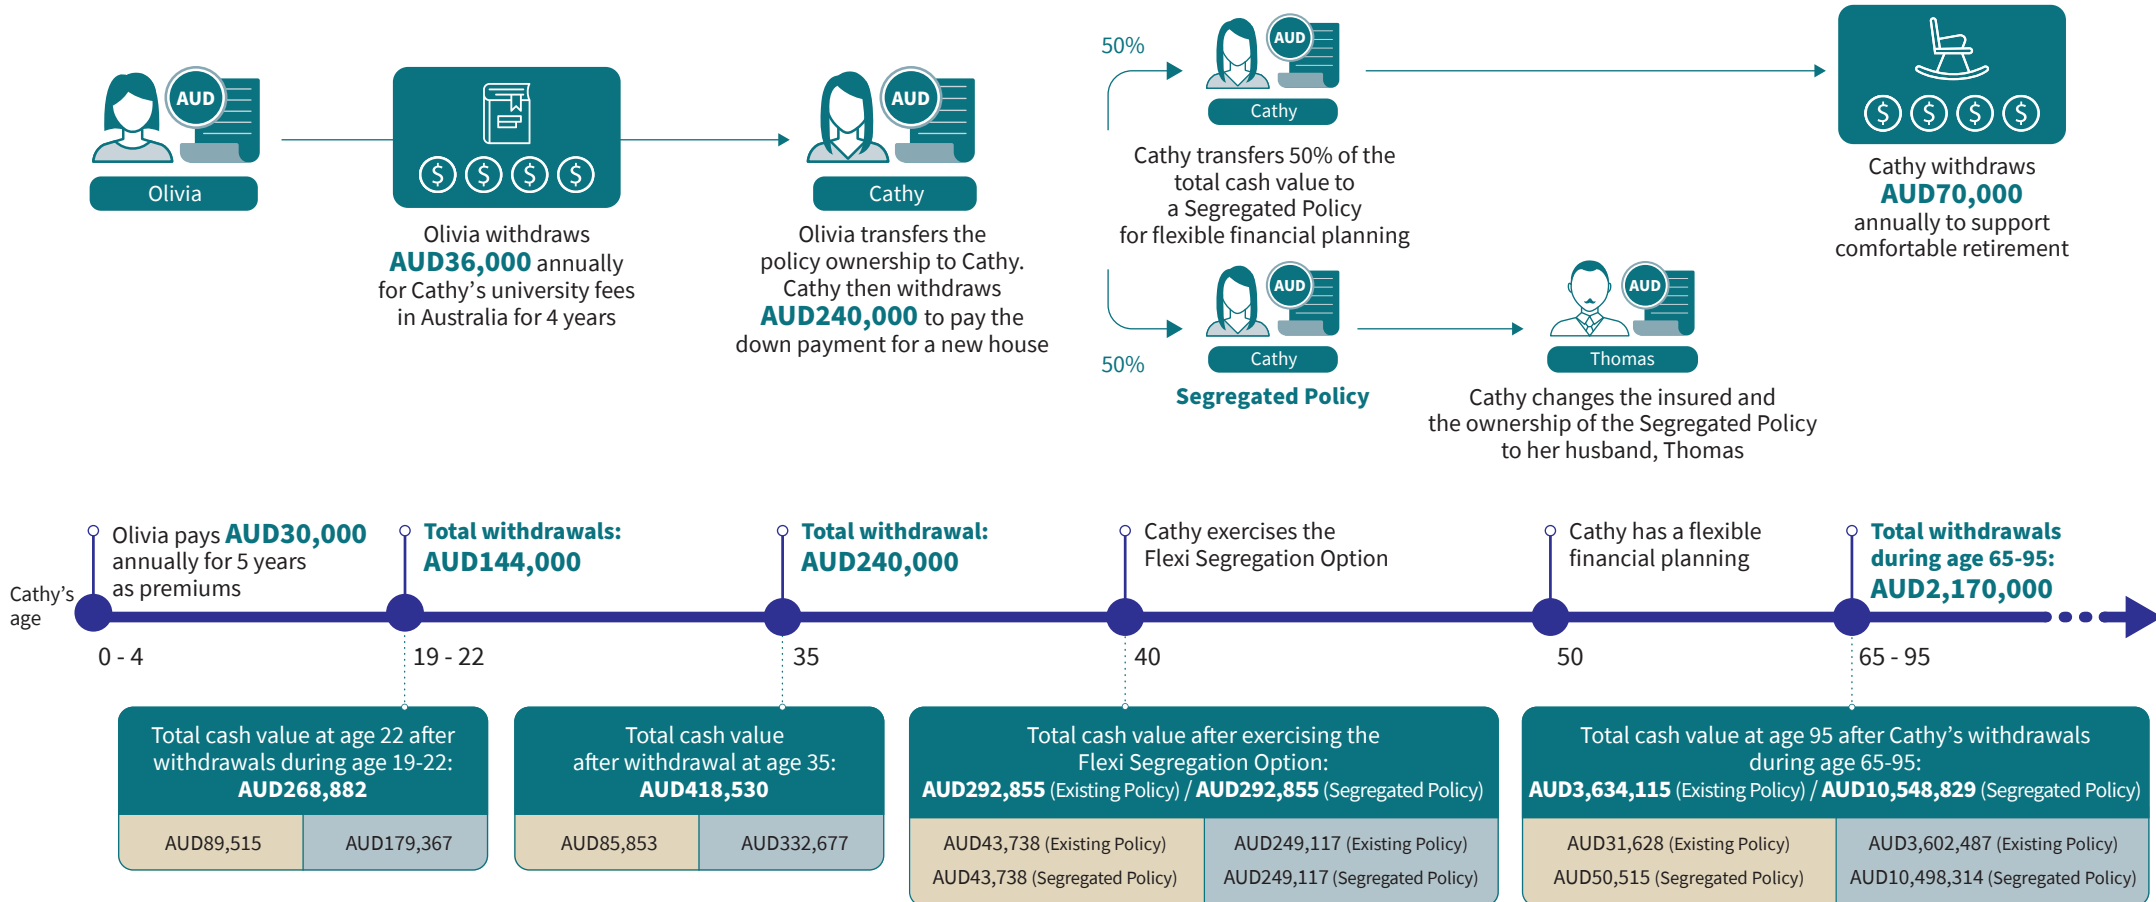 AUD
Olivia
$ $ $ $
Olivia withdraws
AUD36,000 annually
for Cathy’s university fees
in Australia for 4 years
AUD
Cathy
Olivia transfers the
policy ownership to Cathy.
Cathy then withdraws
AUD240,000 to pay the
down payment for a new house
50%
AUD
Cathy
Cathy transfers 50% of the
total cash value to
a Segregated Policy
for flexible financial planning
50%
AUD
Cathy
Segregated Policy
AUD
Thomas
Cathy changes the insured and
the ownership of the Segregated Policy
to her husband, Thomas
$ $ $ $
Cathy withdraws
AUD70,000
annually to support
comfortable retirement
Cathy’s
age
Olivia pays AUD30,000
annually for 5 years
as premiums
0 - 4
Total withdrawals:
AUD144,000
19 - 22
Total withdrawal:
AUD240,000
35
Cathy exercises the
Flexi Segregation Option
40
Cathy has a flexible
financial planning
50
Total withdrawals
during age 65-95:
AUD2,170,000
65 - 95
Total cash value at age 22 after
withdrawals during age 19-22:
AUD268,882
AUD89,515
AUD179,367
Total cash value
after withdrawal at age 35:
AUD418,530
AUD85,853
AUD332,677
Total cash value after exercising the
Flexi Segregation Option:
AUD292,855 (Existing Policy) / AUD292,855 (Segregated Policy)
AUD43,738 (Existing Policy)
AUD43,738 (Segregated Policy)
AUD249,117 (Existing Policy)
AUD249,117 (Segregated Policy)
Total cash value at age 95 after Cathy’s withdrawals
during age 65-95:
AUD3,634,115 (Existing Policy) / AUD10,548,829 (Segregated Policy)
AUD31,628 (Existing Policy)
AUD50,515 (Segregated Policy)
AUD3,602,487 (Existing Policy)
AUD10,498,314 (Segregated Policy)